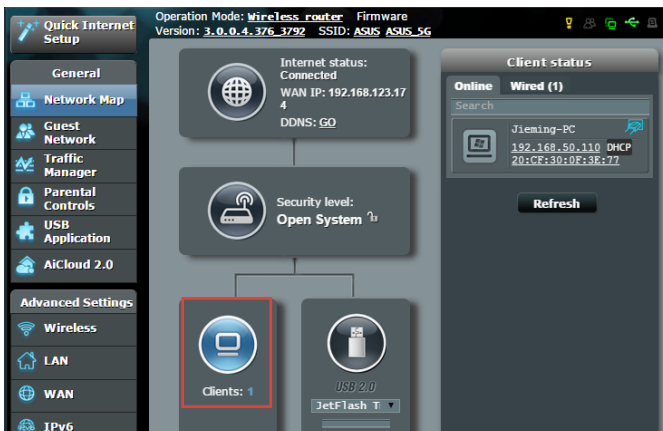 Quick Internet
Setup
General
Network Map
Guest
Network
Traffic
Manager
Parental
Controls
USB
Application
AiCloud 2.0
Advanced Settings
Wireless
LAN
WAN
IPv6
Operation Mode: Wireless router Firmware
Version: 3.0.0.4.376_3792 SSID: ASUS ASUS_5G
Internet status:
Connected
WAN IP: 192.168.123.17
4
DDNS: GO
Security level:
Open System
Clients: 1
USB 2.0
JetFlash T
Client status
Online Wired (1)
Search
Jieming-PC
192.168.50.110 DHCP
20:CF:30:0F:3E:77
Refresh